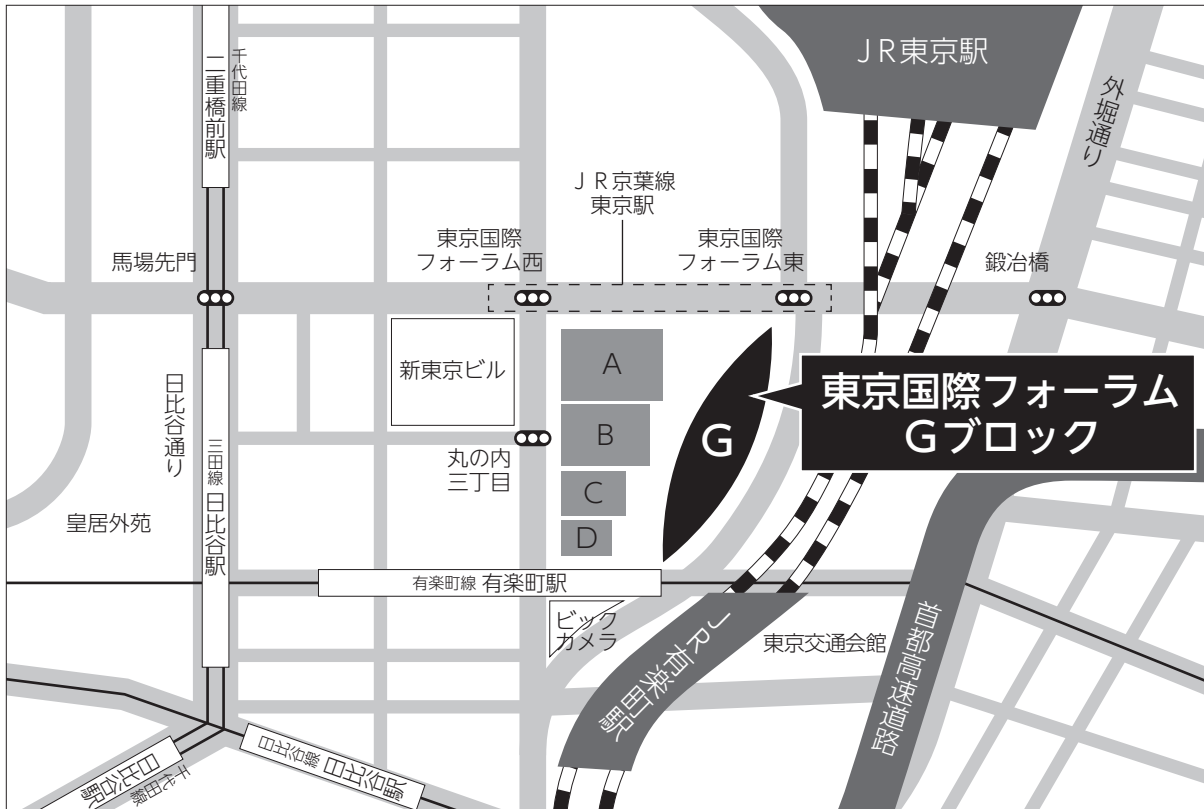 JR東京駅
千代田線
二重橋前駅
外堀通り
JR京葉線
東京駅
東京国際
フォーラム西
東京国際
フォーラム東
馬場先門
鍛冶橋
新東京ビル
A
東京国際フォーラム
Gブロック
日比谷通り
B
G
三田線 日比谷駅
丸の内
三丁目
C
皇居外苑
D
有楽町線 有楽町駅
ビック
カメラ
JR有楽町駅
東京交通会館
首都高速道路
日比谷線 日比谷駅
千代田線
日比谷駅